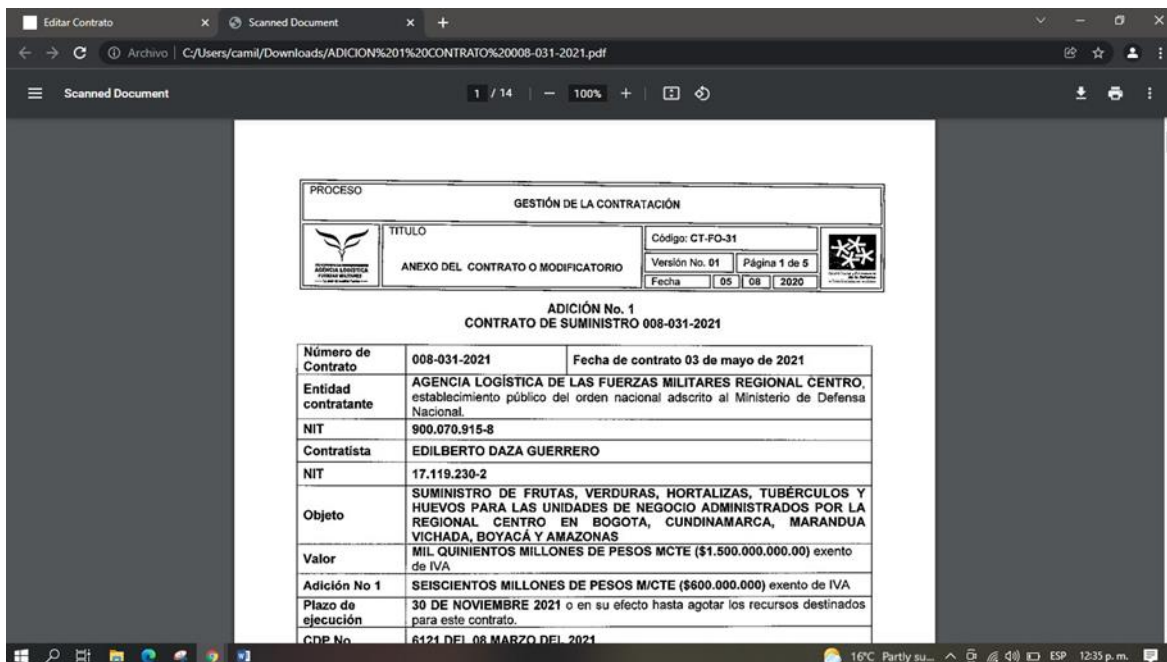 Editar Contrato
Scanned Document
Archivo | C:/Users/camil/Downloads/ADICION%201%20CONTRATO%20008-031-2021.pdf
Scanned Document
1 / 14
100%
PROCESO
GESTIÓN DE LA CONTRATACIÓN
TITULO
ANEXO DEL CONTRATO O MODIFICATORIO
Código: CT-FO-31
Versión No. 01
Página 1 de 5
Fecha 05 08 2020
AGENCIA LOGÍSTICA
FUERZAS MILITARES
ADICIÓN No. 1
CONTRATO DE SUMINISTRO 008-031-2021
Número de
Contrato
008-031-2021
Fecha de contrato 03 de mayo de 2021
Entidad
contratante
AGENCIA LOGÍSTICA DE LAS FUERZAS MILITARES REGIONAL CENTRO,
establecimiento público del orden nacional adscrito al Ministerio de Defensa
Nacional.
NIT
900.070.915-8
Contratista
EDILBERTO DAZA GUERRERO
NIT
17.119.230-2
Objeto
SUMINISTRO DE FRUTAS, VERDURAS, HORTALIZAS, TUBÉRCULOS Y
HUEVOS PARA LAS UNIDADES DE NEGOCIO ADMINISTRADOS POR LA
REGIONAL CENTRO EN BOGOTA, CUNDINAMARCA, MARANDUA
VICHADA, BOYACÁ Y AMAZONAS
Valor
MIL QUINIENTOS MILLONES DE PESOS MCTE ($1.500.000.000.00) exento
de IVA
Adición No 1
SEISCIENTOS MILLONES DE PESOS M/CTE ($600.000.000) exento de IVA
Plazo de
ejecución
30 DE NOVIEMBRE 2021 o en su efecto hasta agotar los recursos destinados
para este contrato.
CDP No
6121 DEL 08 MARZO DEL 2021
16°C Partly su...
ESP
12:35 p. m.